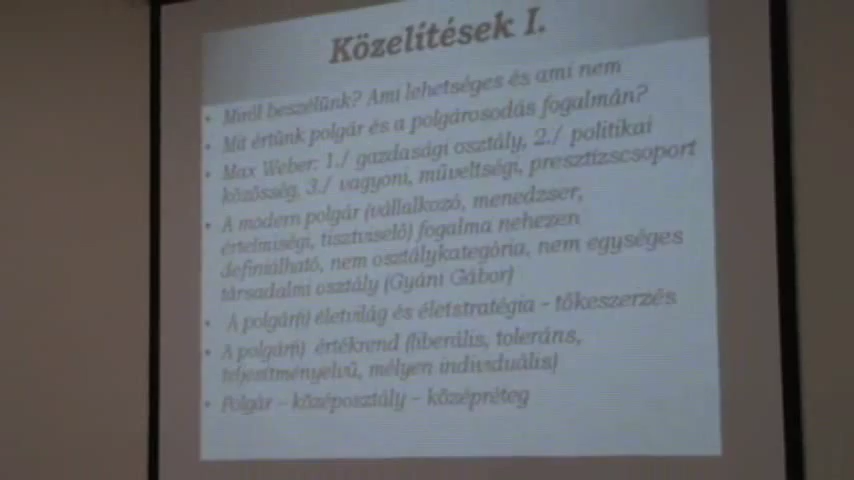 Közelítések I.
• Miről beszélünk? Ami lehetséges és ami nem
• Mit értünk polgár és a polgárosodás fogalmán?
• Max Weber: 1./ gazdasági osztály, 2./ politikai
közösség, 3./ vagyoni, műveltségi, presztízscsoport
• A modern polgár (vállalkozó, menedzser,
értelmiségi, tisztviselő) fogalma nehezen
definiálható, nem osztálykategória, nem egységes
társadalmi osztály (Gyáni Gábor)
• A polgár(i) életvilág és életstratégia – tőkeszerzés
• A polgár(i) értékrend (liberális, toleráns,
teljesítményelvű, mélyen individuális)
• Polgár – középosztály – középréteg